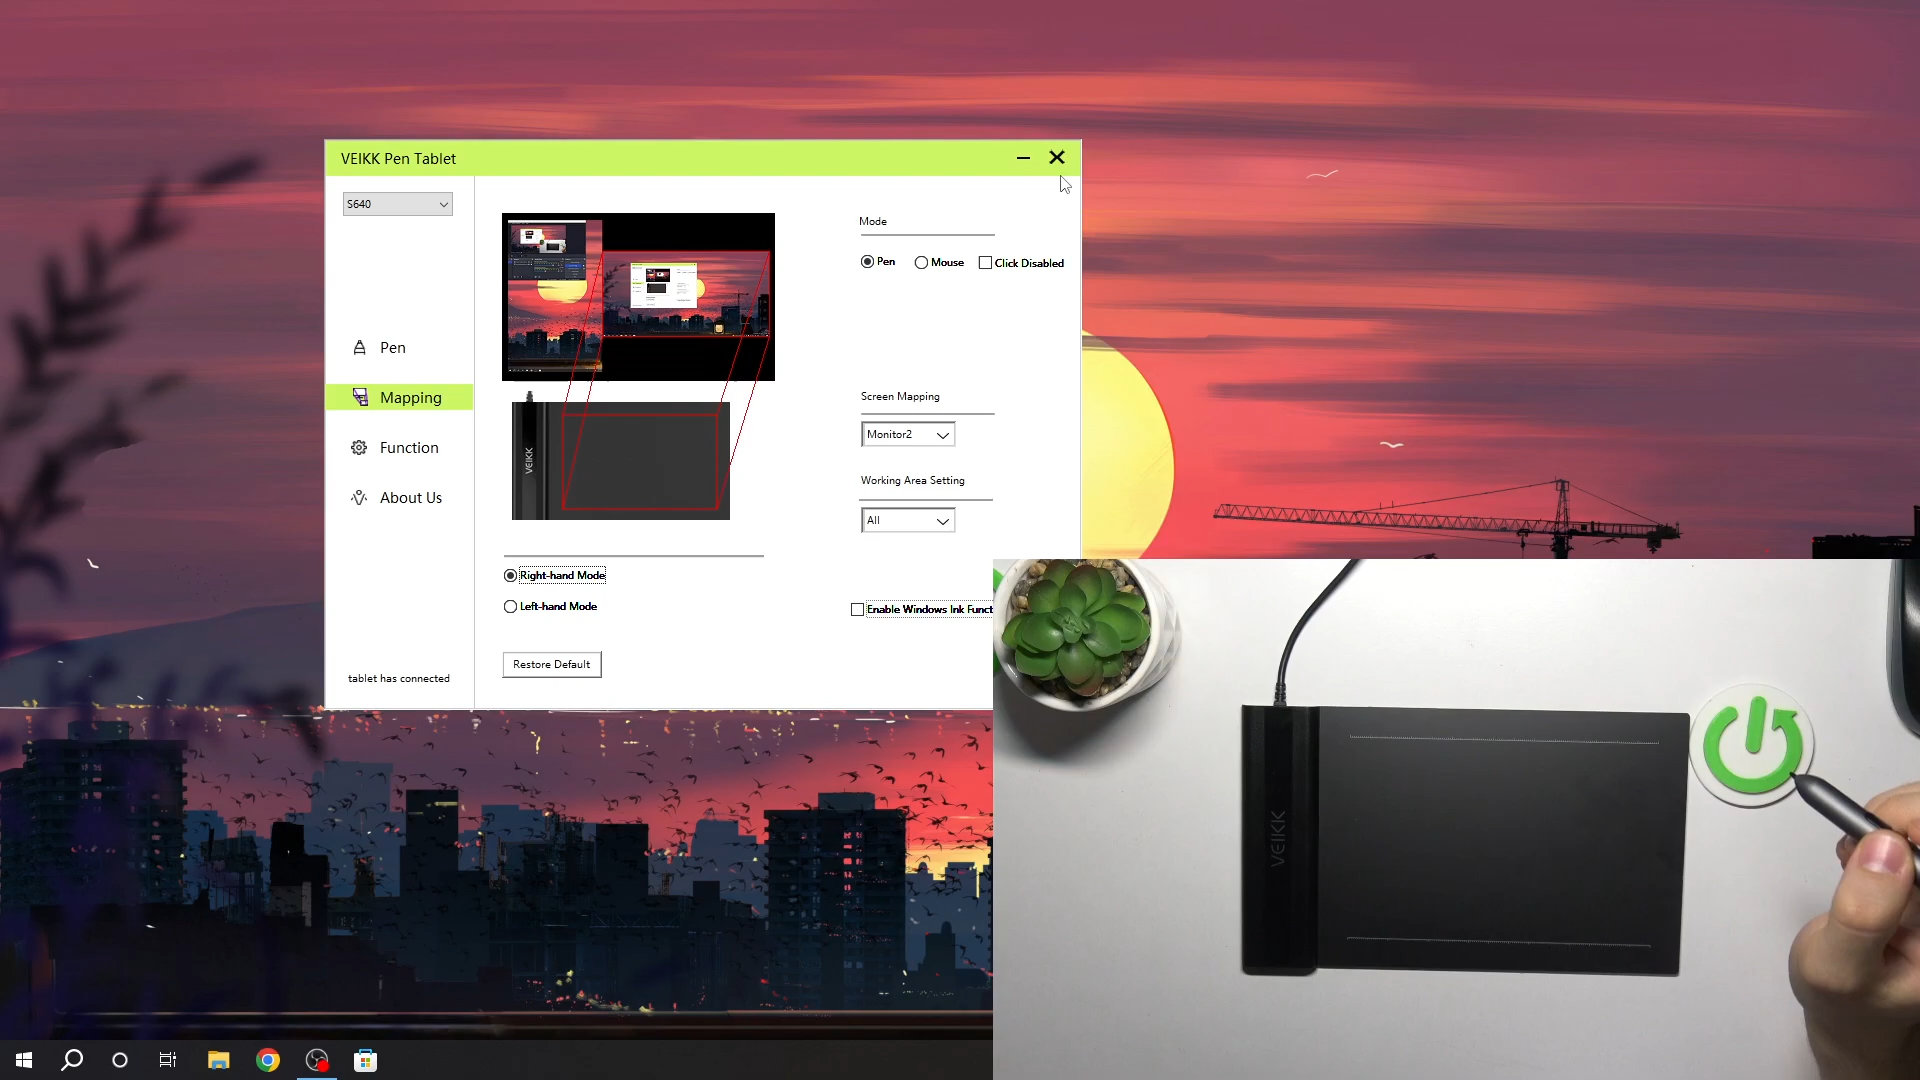 VEIKK Pen Tablet
S640
Pen
Mapping
Function
About Us
tablet has connected
VEIKK
Right-hand Mode
Left-hand Mode
Restore Default
Mode
Pen
Mouse
Click Disabled
Screen Mapping
Monitor2
Working Area Setting
All
Enable Windows Ink Funct
VEIKK